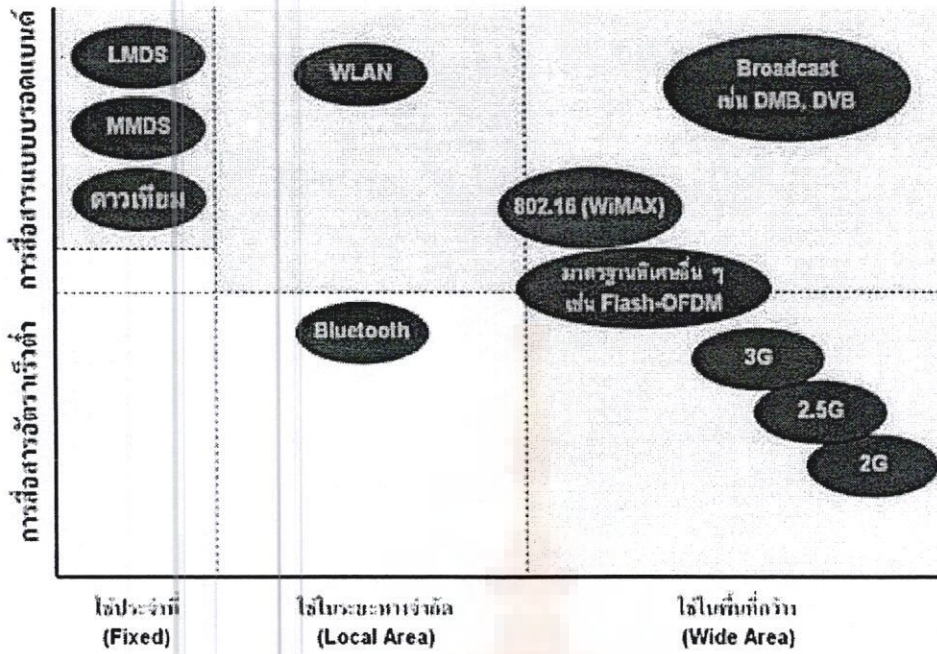 การสื่อสารแบบบรอดแบนด์
การสื่อสารอัตราเร็วต่ำ
LMDS
MMDS
ดาวเทียม
WLAN
Broadcast
เช่น DMB, DVB
802.16 (WiMAX)
มาตรฐานพิเศษอื่น ๆ
เช่น Flash-OFDM
Bluetooth
3G
2.5G
2G
ใช้ประจำที่
(Fixed)
ใช้ในระยะทางจำกัด
(Local Area)
ใช้ในพื้นที่กว้าง
(Wide Area)